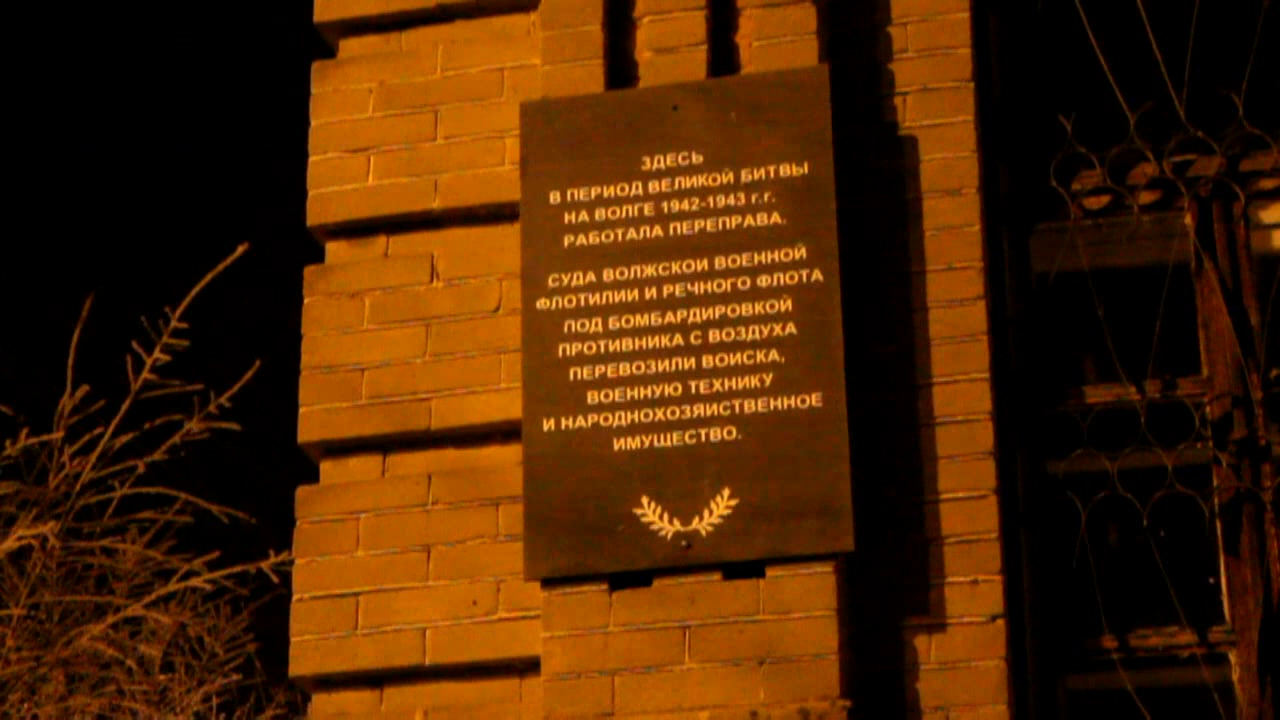 ЗДЕСЬ
В ПЕРИОД ВЕЛИКОЙ БИТВЫ
НА ВОЛГЕ 1942-1943 г.г.
РАБОТАЛА ПЕРЕПРАВА.
СУДА ВОЛЖСКОЙ ВОЕННОЙ
ФЛОТИЛИИ И РЕЧНОГО ФЛОТА
ПОД БОМБАРДИРОВКОЙ
ПРОТИВНИКА С ВОЗДУХА
ПЕРЕВОЗИЛИ ВОЙСКА,
ВОЕННУЮ ТЕХНИКУ
И НАРОДНОХОЗЯЙСТВЕННОЕ
ИМУЩЕСТВО.